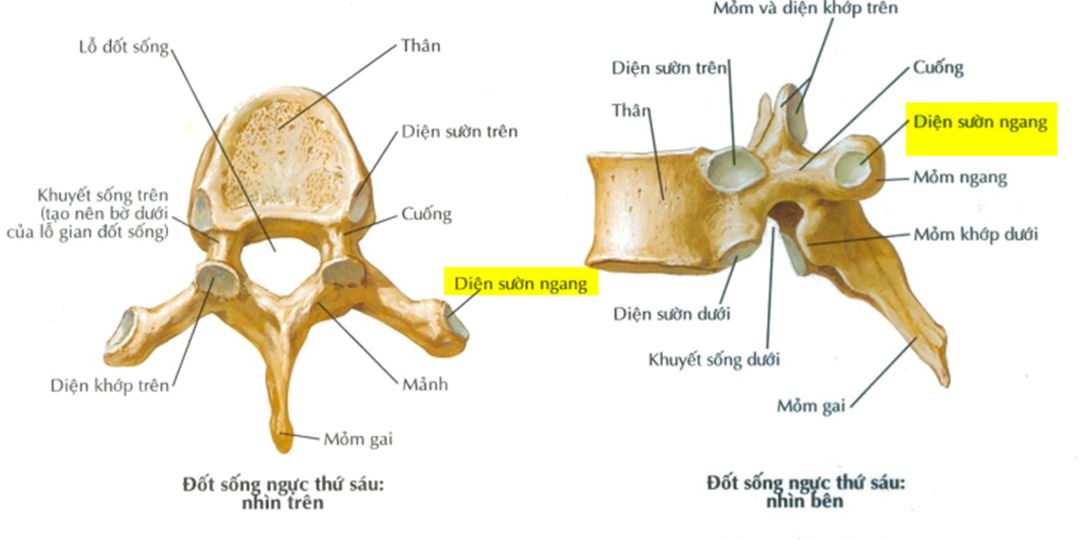 Lỗ đốt sống
Thân
Diện sườn trên
Khuyết sống trên
(tạo nên bờ dưới
của lỗ gian đốt sống)
Cuống
Diện sườn ngang
Diện khớp trên
Mảnh
Mỏm gai
Đốt sống ngực thứ sáu:
nhìn trên
Mỏm và diện khớp trên
Diện sườn trên
Cuống
Thân
Diện sườn ngang
Mỏm ngang
Mỏm khớp dưới
Diện sườn dưới
Khuyết sống dưới
Mỏm gai
Đốt sống ngực thứ sáu:
nhìn bên